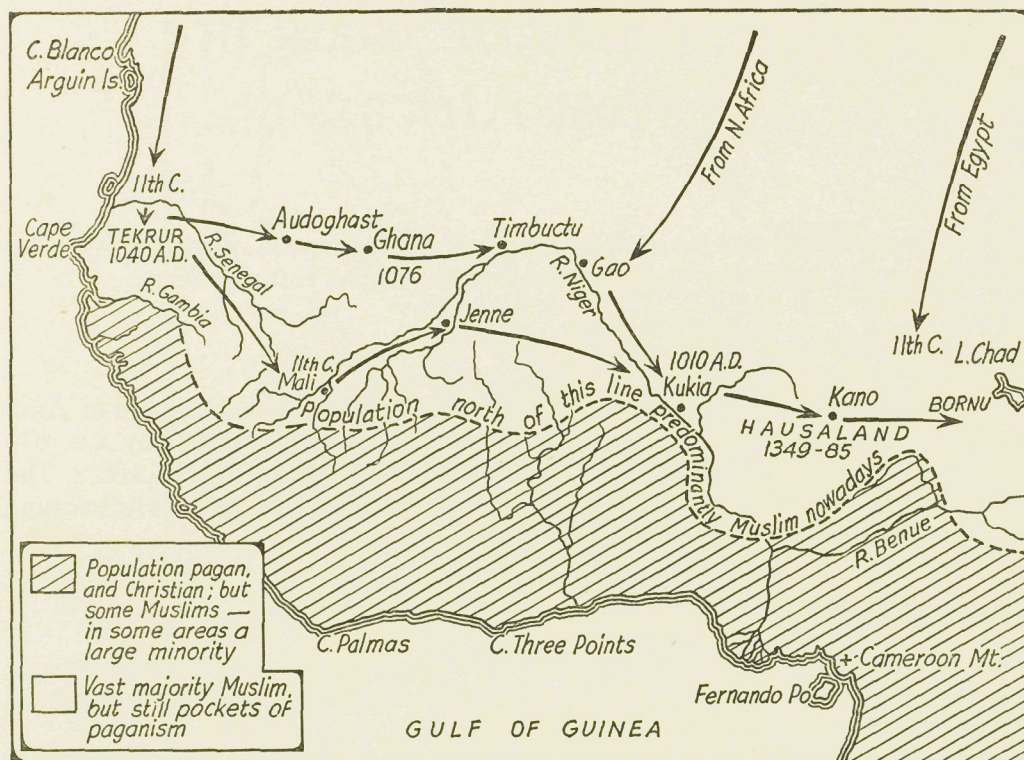 C. Blanco
Arguin Is.
From N. Africa
From Egypt
11th C.
Cape
Verde
TEKRUR
1040 A.D.
R. Senegal
R. Gambia
Audoghast
Ghana
1076
Timbuctu
R. Niger
Gao
Jenne
11th C.
Mali
1010 A.D.
Kukia
11th C.
L. Chad
Kano
BORNU
HAUSALAND
1349-85
Population north of this line predominantly Muslim nowadays
R. Benue
Population pagan,
and Christian; but
some Muslims —
in some areas a
large minority
Vast majority Muslim,
but still pockets of
paganism
C. Palmas
C. Three Points
+ Cameroon Mt.
Fernando Po
GULF OF GUINEA